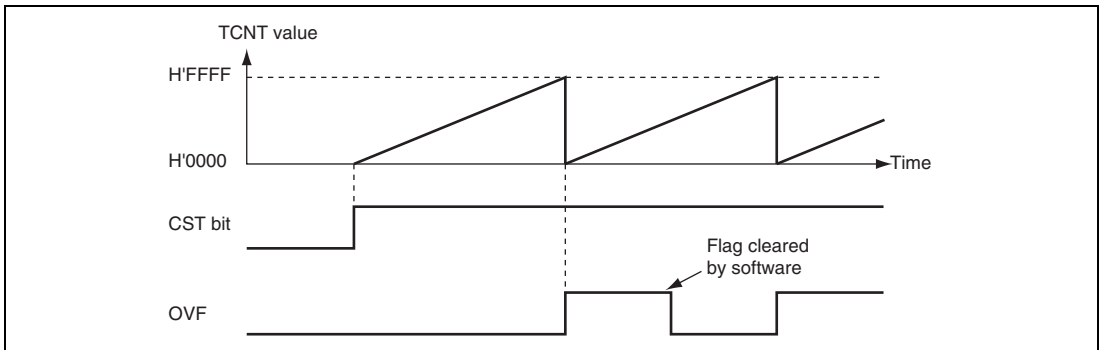 TCNT value
H'FFFF
H'0000
Time
CST bit
Flag cleared
by software
OVF